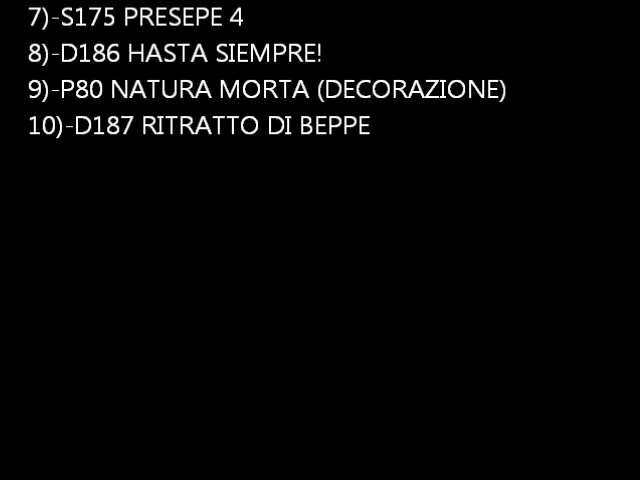 7)-S175 PRESEPE 4
8)-D186 HASTA SIEMPRE!
9)-P80 NATURA MORTA (DECORAZIONE)
10)-D187 RITRATTO DI BEPPE